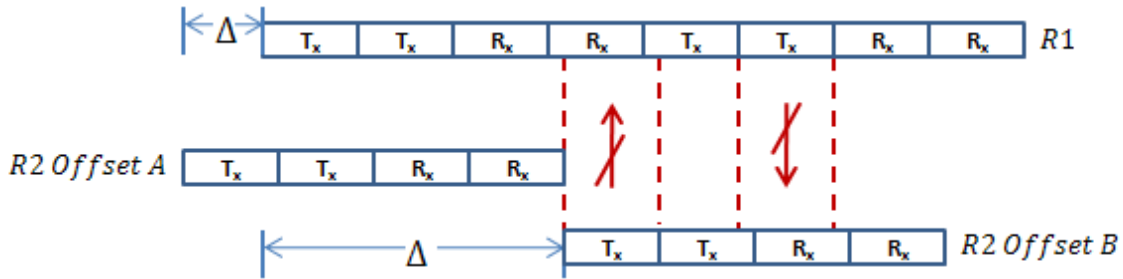 Δ Tₓ Tₓ Rₓ Rₓ Tₓ Tₓ Rₓ Rₓ R1
R2 Offset A Tₓ Tₓ Rₓ Rₓ
Δ Tₓ Tₓ Rₓ Rₓ R2 Offset B